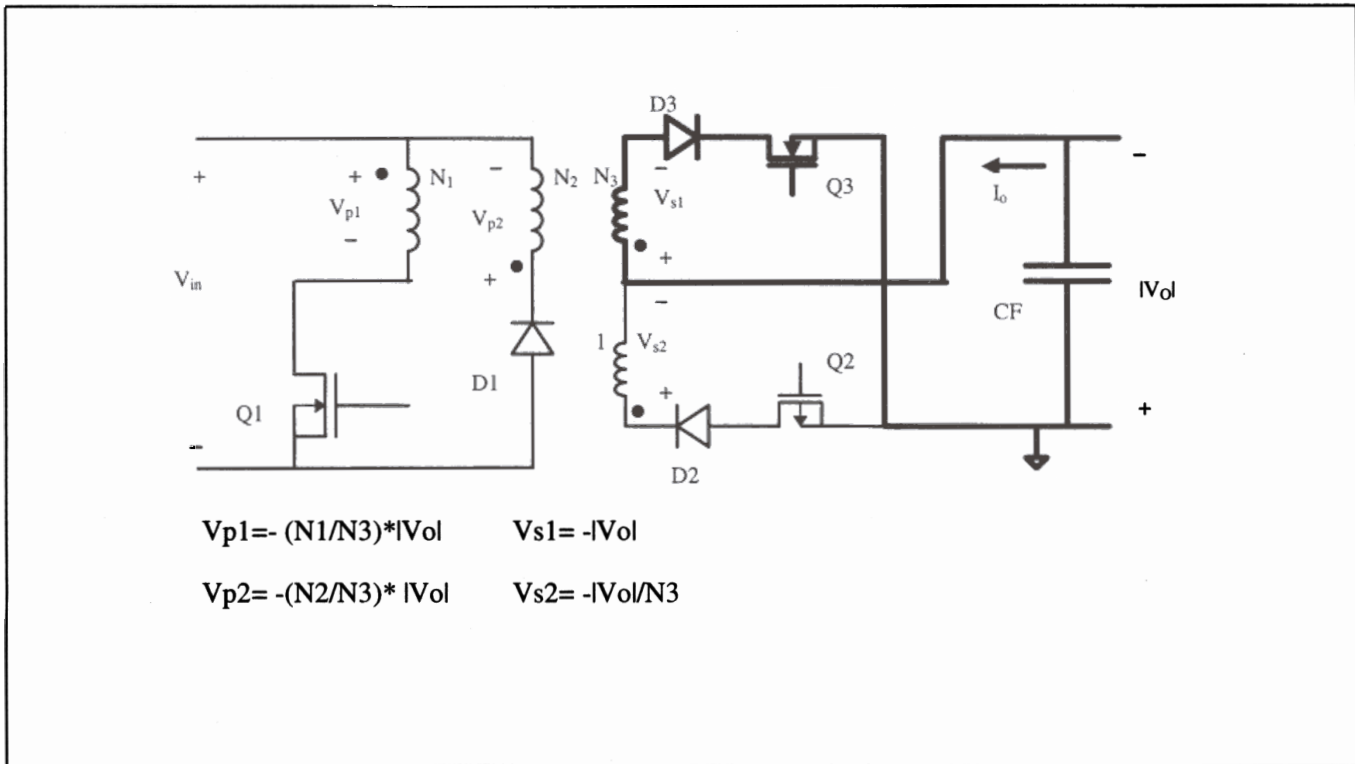 D3
+ + N₁ − N₂ N₃ − Q3 −
Vp1 Vp2 Vs1 Iₒ
− +
Vin + − CF |Vo|
1 Vs2 Q2
D1 +
Q1 +
− D2
Vp1=- (N1/N3)*|Vo| Vs1= -|Vo|
Vp2= -(N2/N3)* |Vo| Vs2= -|Vo|/N3